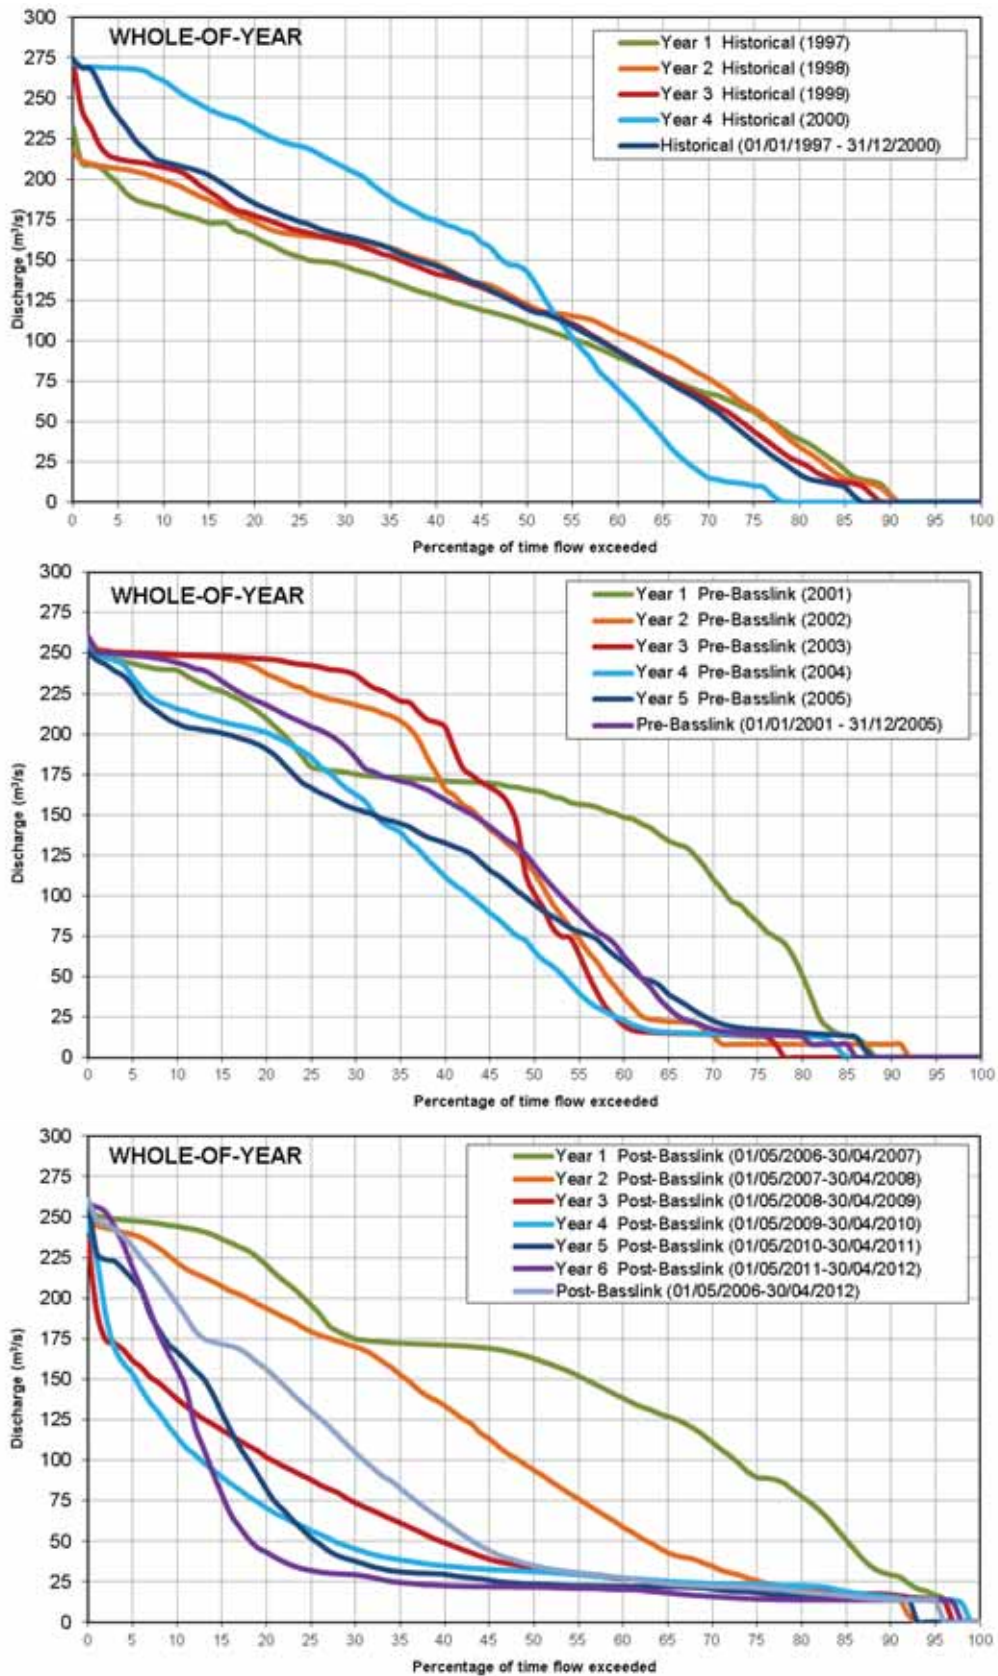 WHOLE-OF-YEAR
Year 1 Historical (1997)
Year 2 Historical (1998)
Year 3 Historical (1999)
Year 4 Historical (2000)
Historical (01/01/1997 - 31/12/2000)
300
275
250
225
200
175
150
125
100
75
50
25
0
Discharge (m³/s)
0 5 10 15 20 25 30 35 40 45 50 55 60 65 70 75 80 85 90 95 100
Percentage of time flow exceeded
WHOLE-OF-YEAR
Year 1 Pre-Basslink (2001)
Year 2 Pre-Basslink (2002)
Year 3 Pre-Basslink (2003)
Year 4 Pre-Basslink (2004)
Year 5 Pre-Basslink (2005)
Pre-Basslink (01/01/2001 - 31/12/2005)
300
275
250
225
200
175
150
125
100
75
50
25
0
Discharge (m³/s)
0 5 10 15 20 25 30 35 40 45 50 55 60 65 70 75 80 85 90 95 100
Percentage of time flow exceeded
WHOLE-OF-YEAR
Year 1 Post-Basslink (01/05/2006-30/04/2007)
Year 2 Post-Basslink (01/05/2007-30/04/2008)
Year 3 Post-Basslink (01/05/2008-30/04/2009)
Year 4 Post-Basslink (01/05/2009-30/04/2010)
Year 5 Post-Basslink (01/05/2010-30/04/2011)
Year 6 Post-Basslink (01/05/2011-30/04/2012)
Post-Basslink (01/05/2006-30/04/2012)
300
275
250
225
200
175
150
125
100
75
50
25
0
Discharge (m³/s)
0 5 10 15 20 25 30 35 40 45 50 55 60 65 70 75 80 85 90 95 100
Percentage of time flow exceeded